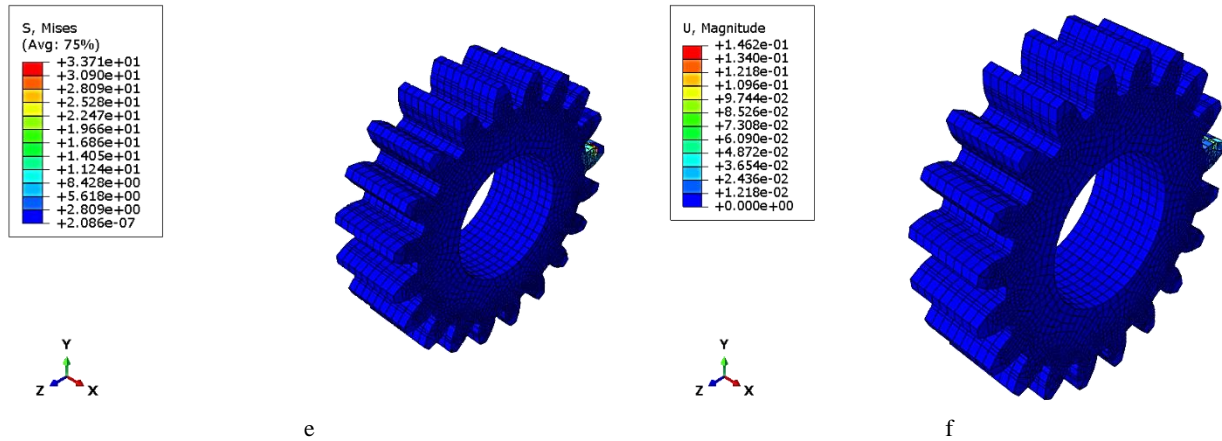 S, Mises
(Avg: 75%)
+3.371e+01
+3.090e+01
+2.809e+01
+2.528e+01
+2.247e+01
+1.966e+01
+1.686e+01
+1.405e+01
+1.124e+01
+8.428e+00
+5.618e+00
+2.809e+00
+2.086e-07
Y
Z
X
e
U, Magnitude
+1.462e-01
+1.340e-01
+1.218e-01
+1.096e-01
+9.744e-02
+8.526e-02
+7.308e-02
+6.090e-02
+4.872e-02
+3.654e-02
+2.436e-02
+1.218e-02
+0.000e+00
Y
Z
X
f